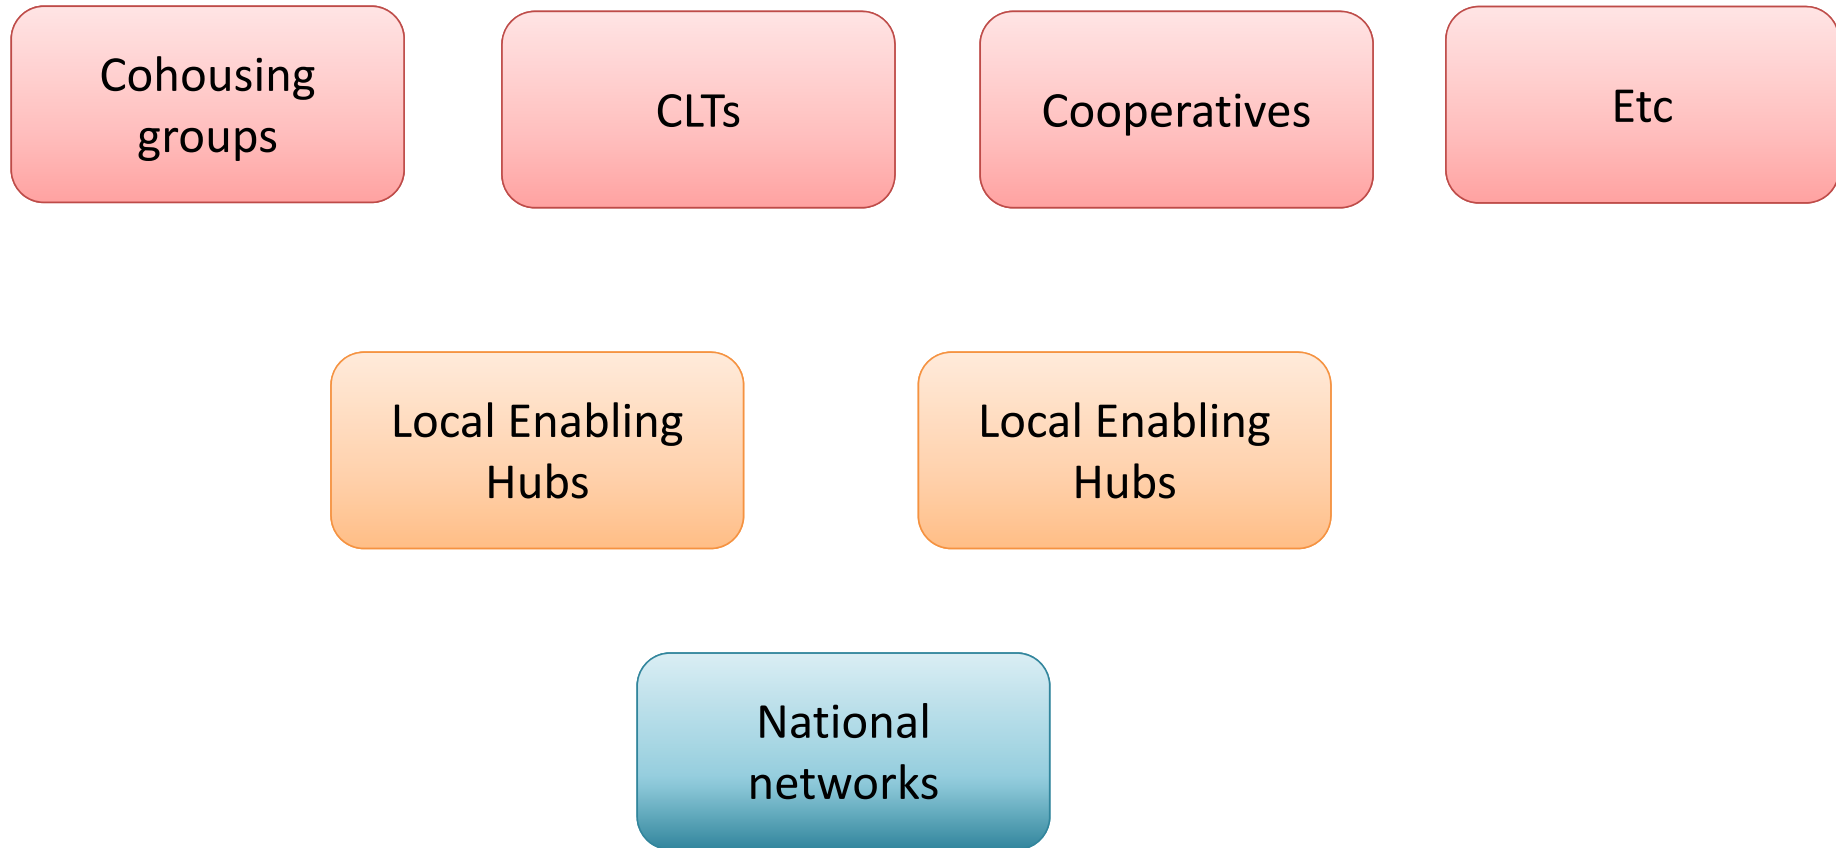 Cohousing
groups
CLTs
Cooperatives
Etc
Local Enabling
Hubs
Local Enabling
Hubs
National
networks